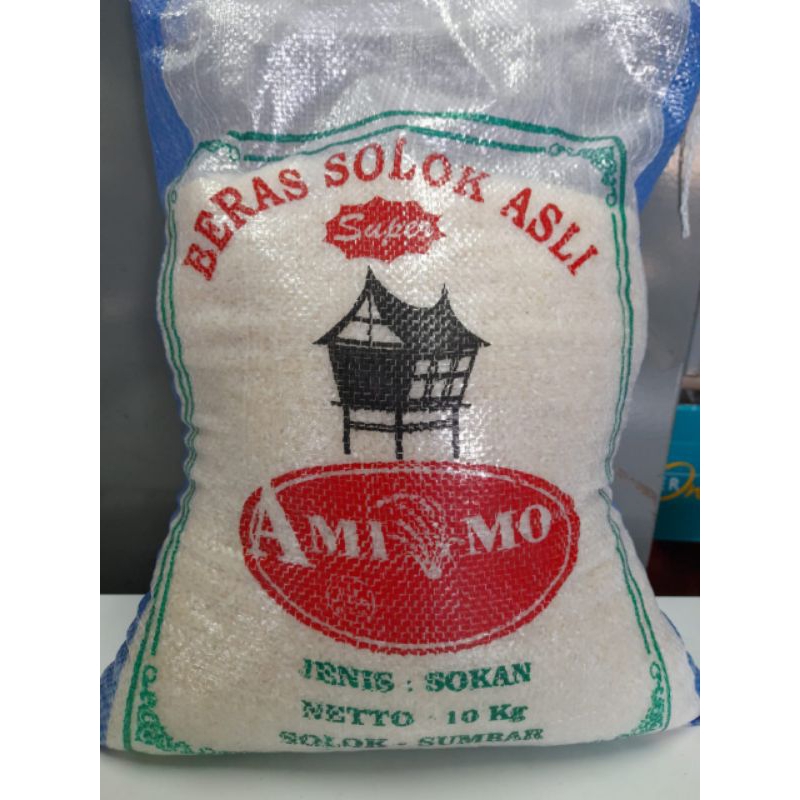 BERAS SOLOK ASLI
Super
AMI MO
JENIS : SOKAN
NETTO - 10 Kg
SOLOK - SUMBAR